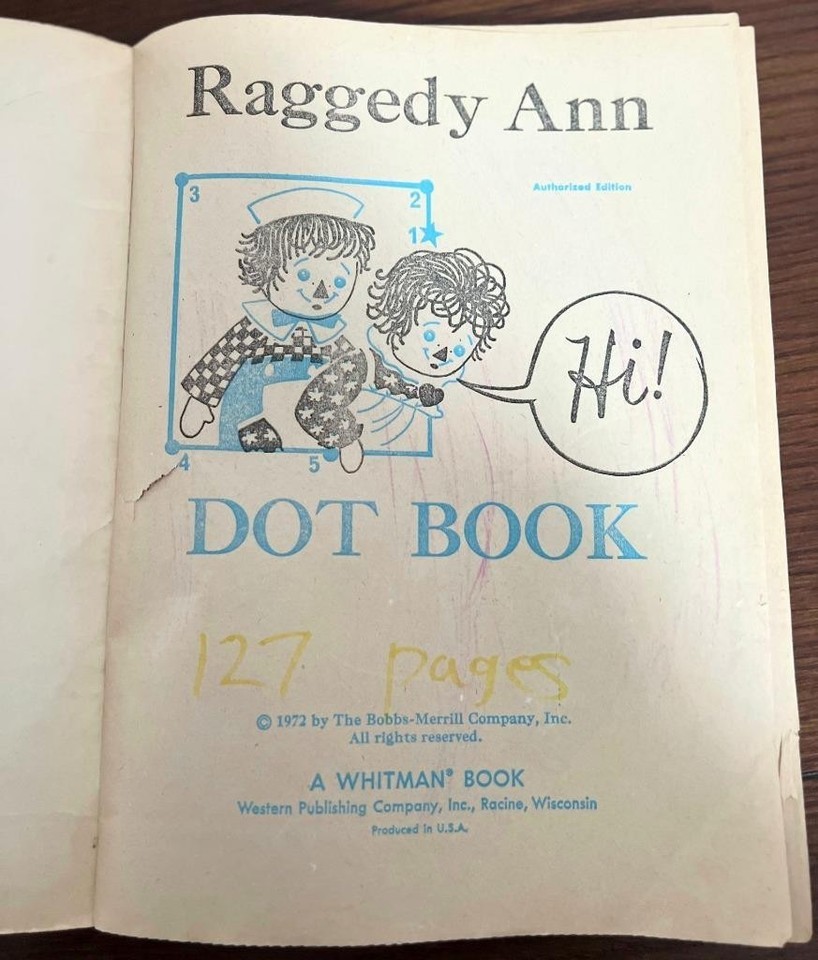 Raggedy Ann
Authorized Edition
3
2
1
Hi!
4
5
DOT BOOK
127 pages
© 1972 by The Bobbs-Merrill Company, Inc.
All rights reserved.
A WHITMAN® BOOK
Western Publishing Company, Inc., Racine, Wisconsin
Produced in U.S.A.